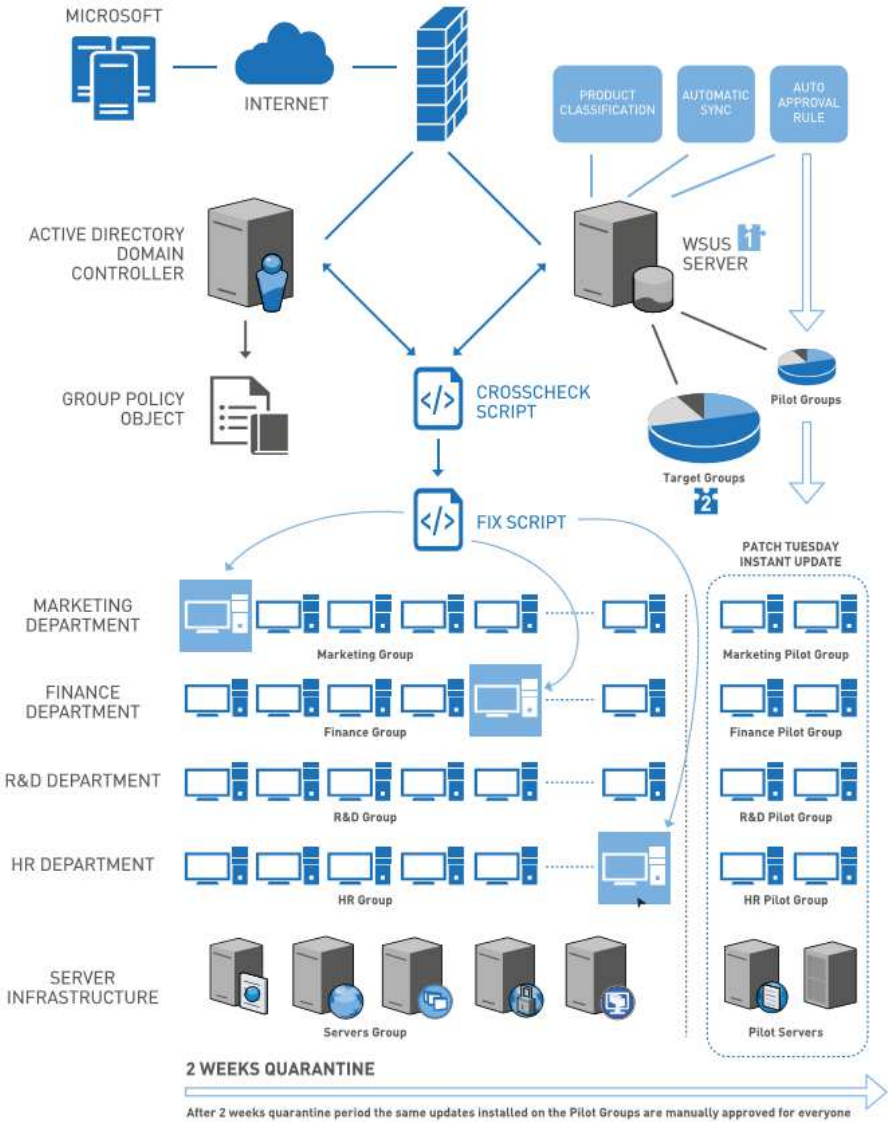 MICROSOFT
INTERNET
PRODUCT
CLASSIFICATION
AUTOMATIC
SYNC
AUTO
APPROVAL
RULE
ACTIVE DIRECTORY
DOMAIN
CONTROLLER
WSUS 1
SERVER
GROUP POLICY
OBJECT
</>
CROSSCHECK
SCRIPT
Pilot Groups
Target Groups
2
</>
FIX SCRIPT
PATCH TUESDAY
INSTANT UPDATE
MARKETING
DEPARTMENT
Marketing Group
Marketing Pilot Group
FINANCE
DEPARTMENT
Finance Group
Finance Pilot Group
R&D DEPARTMENT
R&D Group
R&D Pilot Group
HR DEPARTMENT
HR Group
HR Pilot Group
SERVER
INFRASTRUCTURE
Servers Group
Pilot Servers
2 WEEKS QUARANTINE
After 2 weeks quarantine period the same updates installed on the Pilot Groups are manually approved for everyone